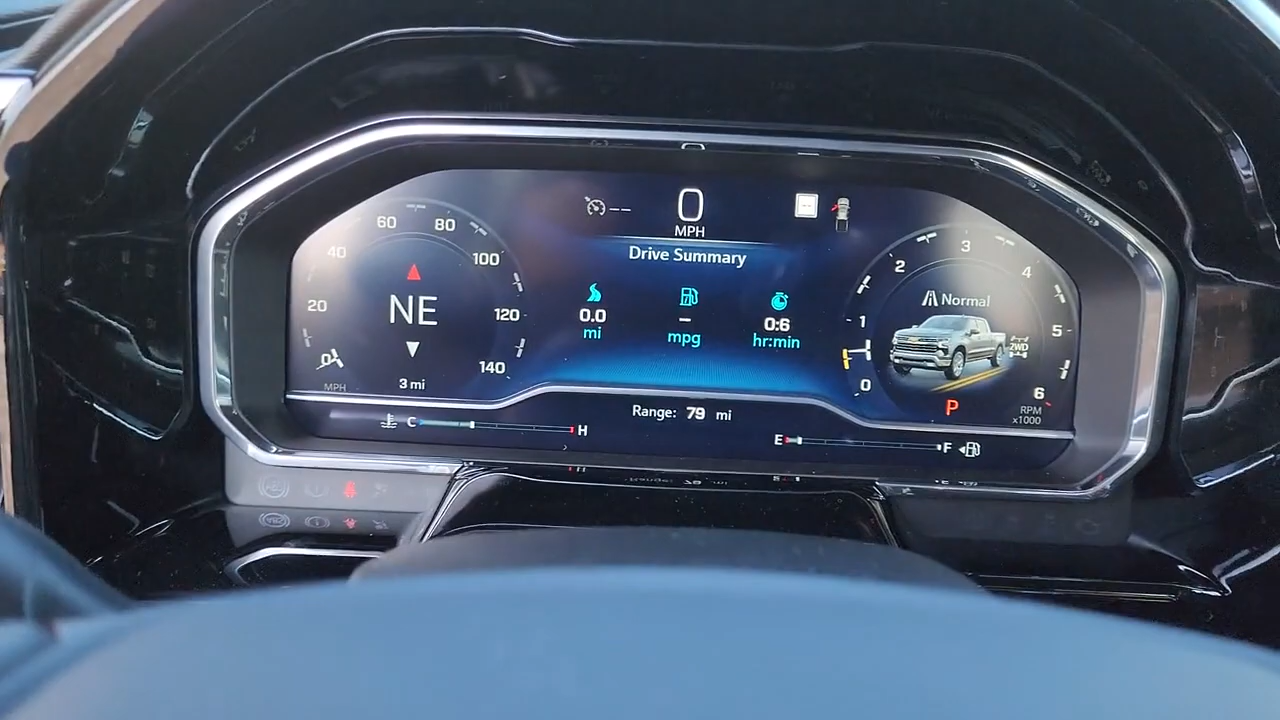 0
MPH
Drive Summary
0.0
mi
--
mpg
0:6
hr:min
20
40
60
80
100
120
140
MPH
NE
3 mi
0
1
2
3
4
5
6
RPM
x1000
Normal
2WD
P
C
H
Range: 79 mi
E
F